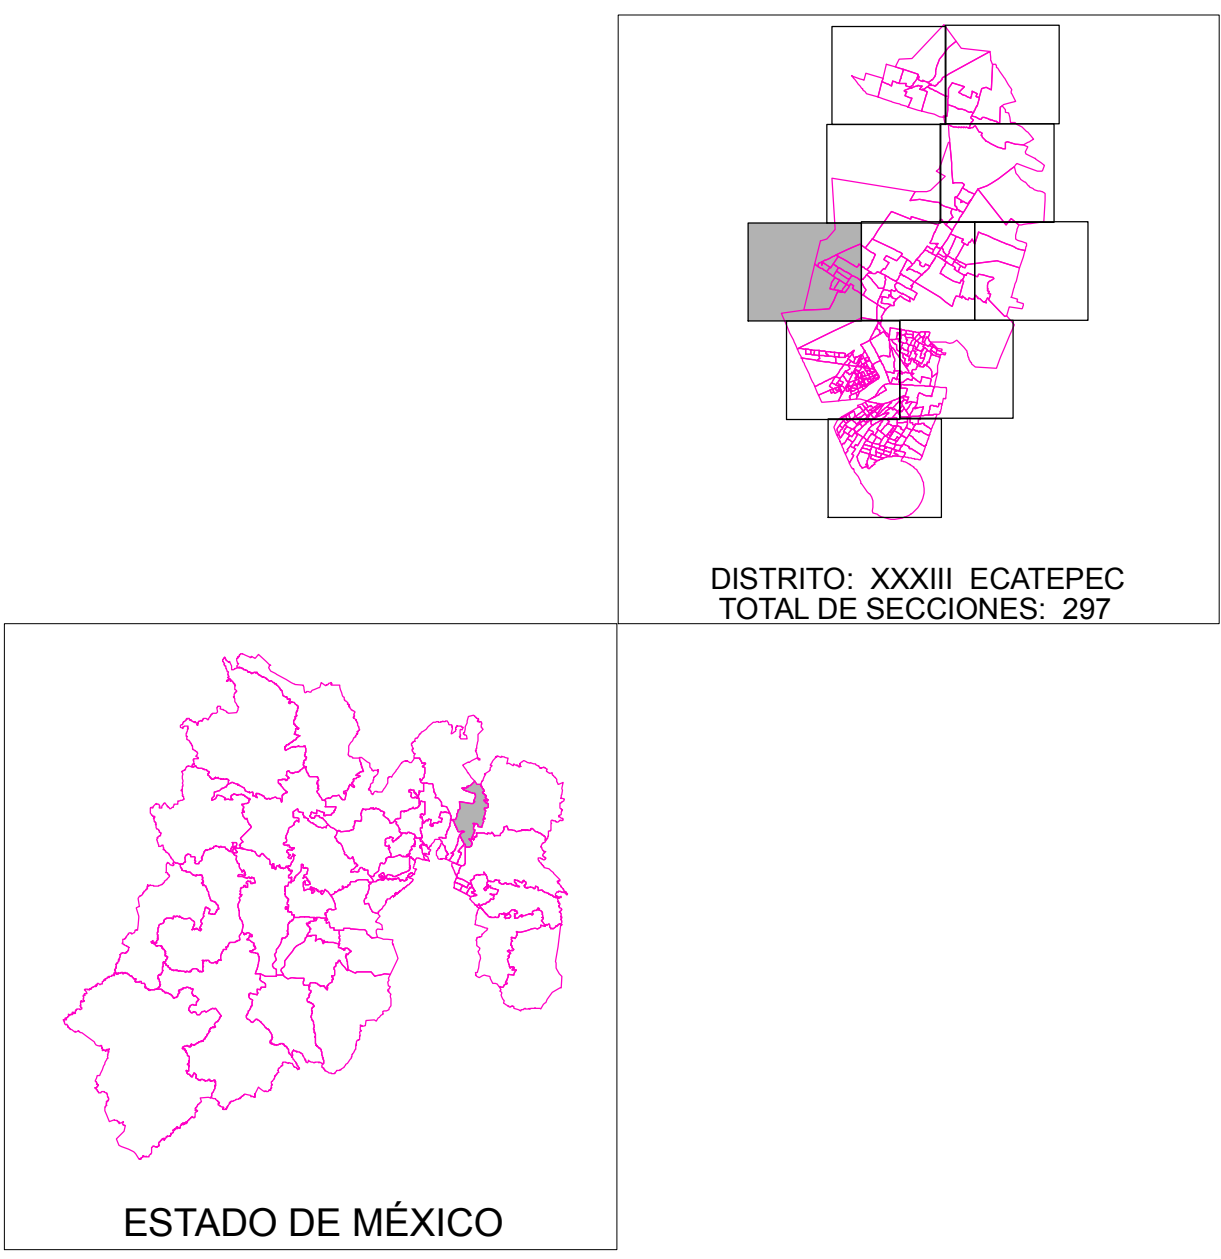 DISTRITO: XXXIII ECATEPEC
TOTAL DE SECCIONES: 297
ESTADO DE MÉXICO